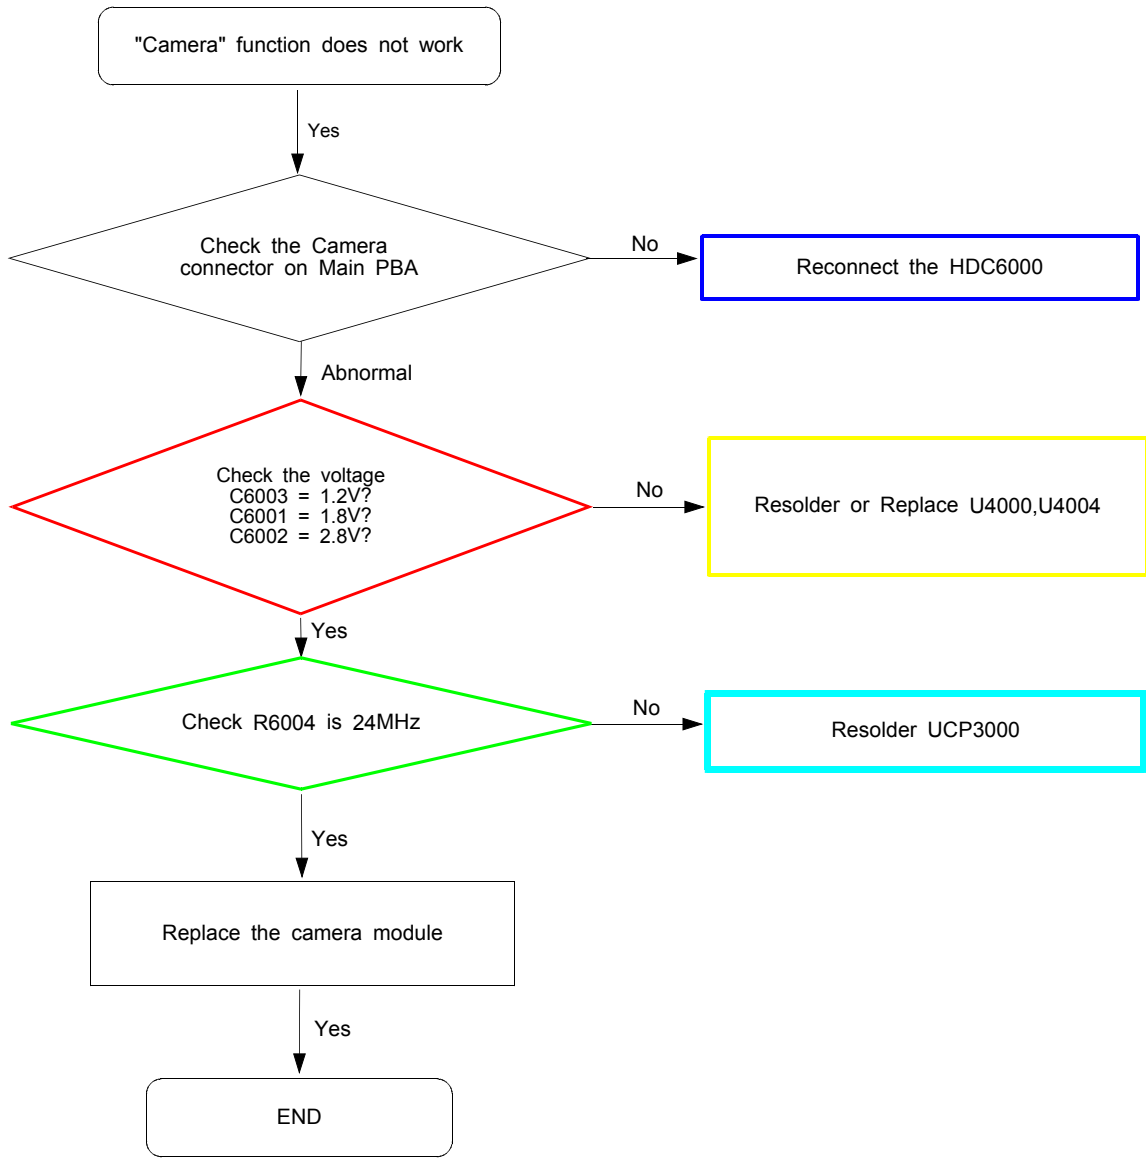 "Camera" function does not work
Yes
Check the Camera
connector on Main PBA
No
Reconnect the HDC6000
Abnormal
Check the voltage
C6003 = 1.2V?
C6001 = 1.8V?
C6002 = 2.8V?
No
Resolder or Replace U4000,U4004
Yes
Check R6004 is 24MHz
No
Resolder UCP3000
Yes
Replace the camera module
Yes
END